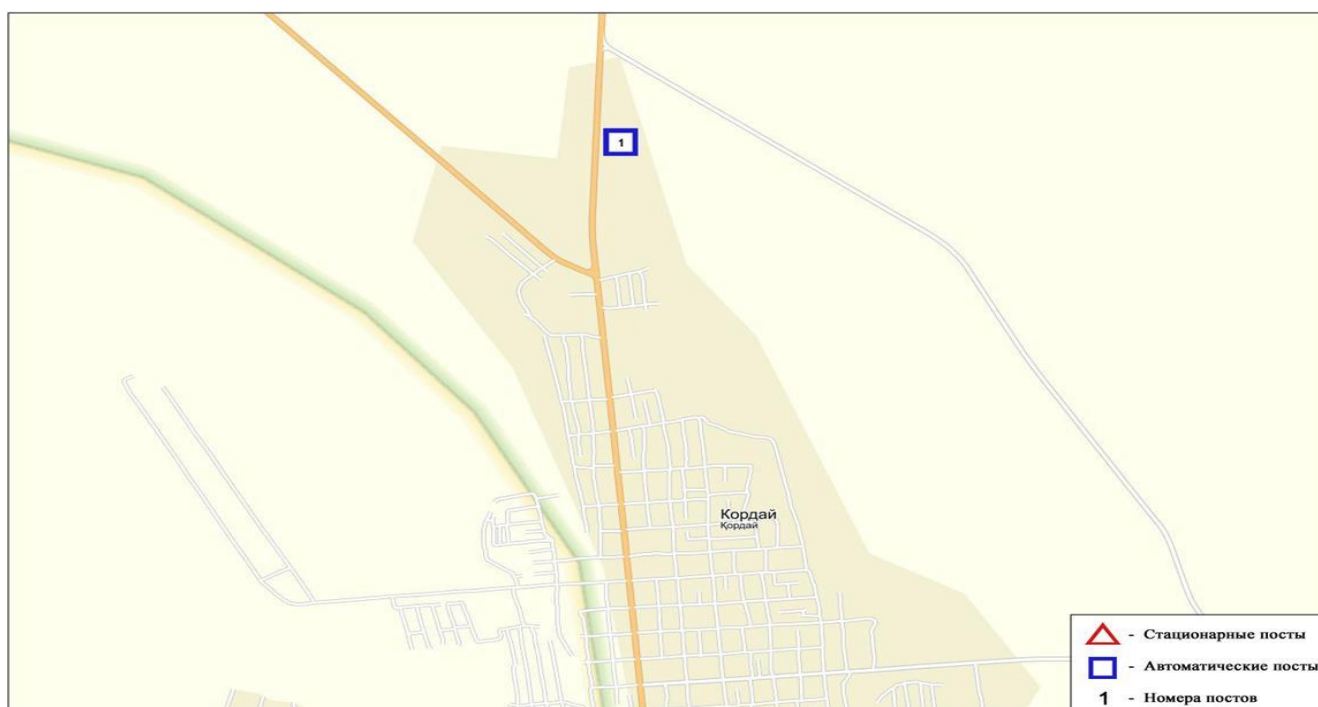 1
Кордай
Қордай
- Стационарные посты
- Автоматические посты
1 - Номера постов